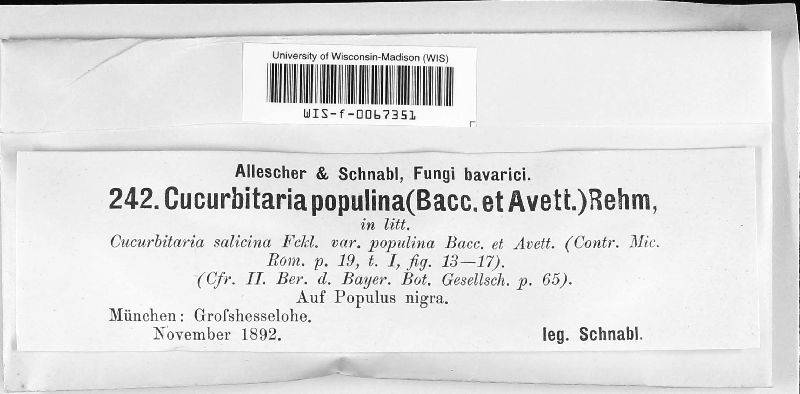 University of Wisconsin-Madison (WIS)
WIS-f-0067351
Allescher & Schnabl, Fungi bavarici.
242. Cucurbitaria populina (Bacc. et Avett.) Rehm,
in litt.
Cucurbitaria salicina Fckl. var. populina Bacc. et Avett. (Contr. Mic.
Rom. p. 19, t. I, fig. 13—17).
(Cfr. II. Ber. d. Bayer. Bot. Gesellsch. p. 65).
Auf Populus nigra.
München: Groſshesselohe.
November 1892.
leg. Schnabl.